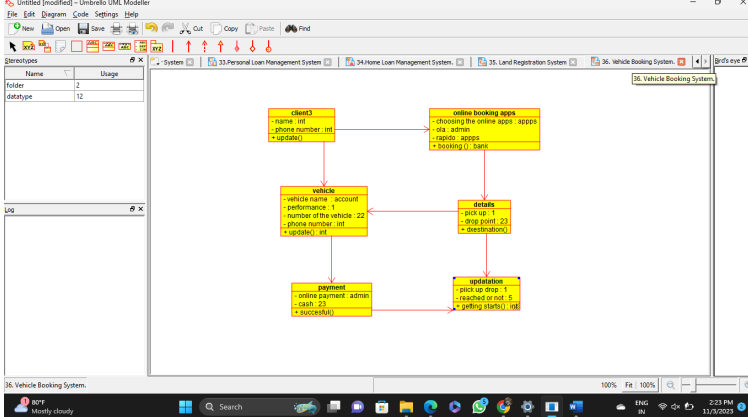 Untitled [modified] – Umbrello UML Modeller
File Edit Diagram Code Settings Help
New Open Save Cut Copy Paste Find
Stereotypes
Name Usage
folder 2
datatype 12
Log
- System 33.Personal Loan Management System 34.Home Loan Management System. 35. Land Registration System 36. Vehicle Booking System. Bird's eye
36. Vehicle Booking System.
client3
- name : int
- phone number : int
+ update()
online booking apps
- choosing the online apps : appps
- ola : admin
- rapido : appps
+ booking () : bank
vehicle
- vehicle name : account
- performance : 1
- number of the vehicle : 22
- phone number : int
+ update() : int
details
- pick up : 1
- drop point : 23
+ dxestination()
payment
- online payment : admin
- cash : 23
+ succesful()
updatation
- piick up drop : 1
- reached or not : 5
+ getting starts() : int
36. Vehicle Booking System.
100% Fit 100%
80°F
Mostly cloudy
Search
ENG
IN
2:23 PM
11/3/2023